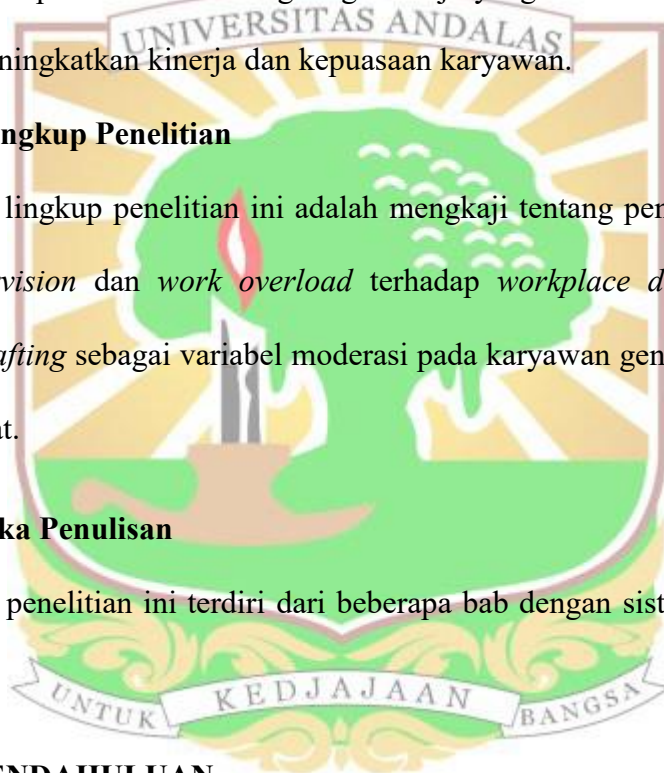 UNIVERSITAS ANDALAS
ningkatkan kinerja dan kepuasan karyawan.
ngkup Penelitian
lingkup penelitian ini adalah mengkaji tentang pen
vision dan work overload terhadap workplace d
afting sebagai variabel moderasi pada karyawan gen
at.
ka Penulisan
penelitian ini terdiri dari beberapa bab dengan sist
UNTUK KEDJAJAAN BANGSA